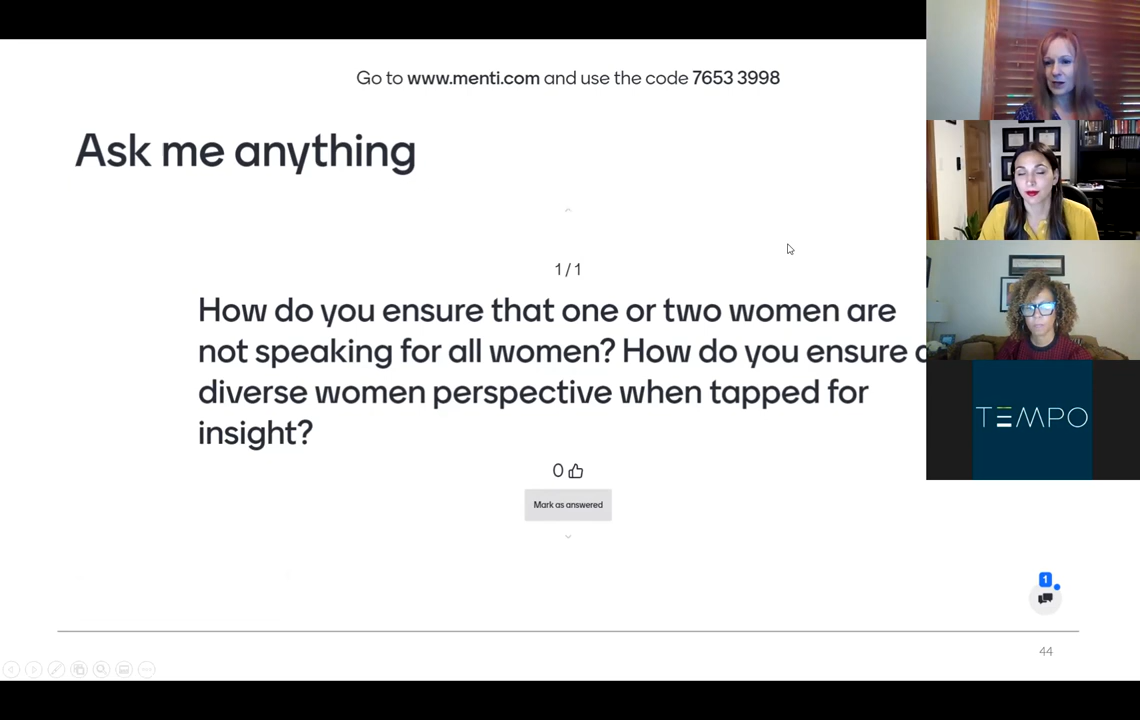 Go to www.menti.com and use the code 7653 3998
Ask me anything
1 / 1
How do you ensure that one or two women are
not speaking for all women? How do you ensure
diverse women perspective when tapped for
insight?
0
Mark as answered
TEMPO
1
44